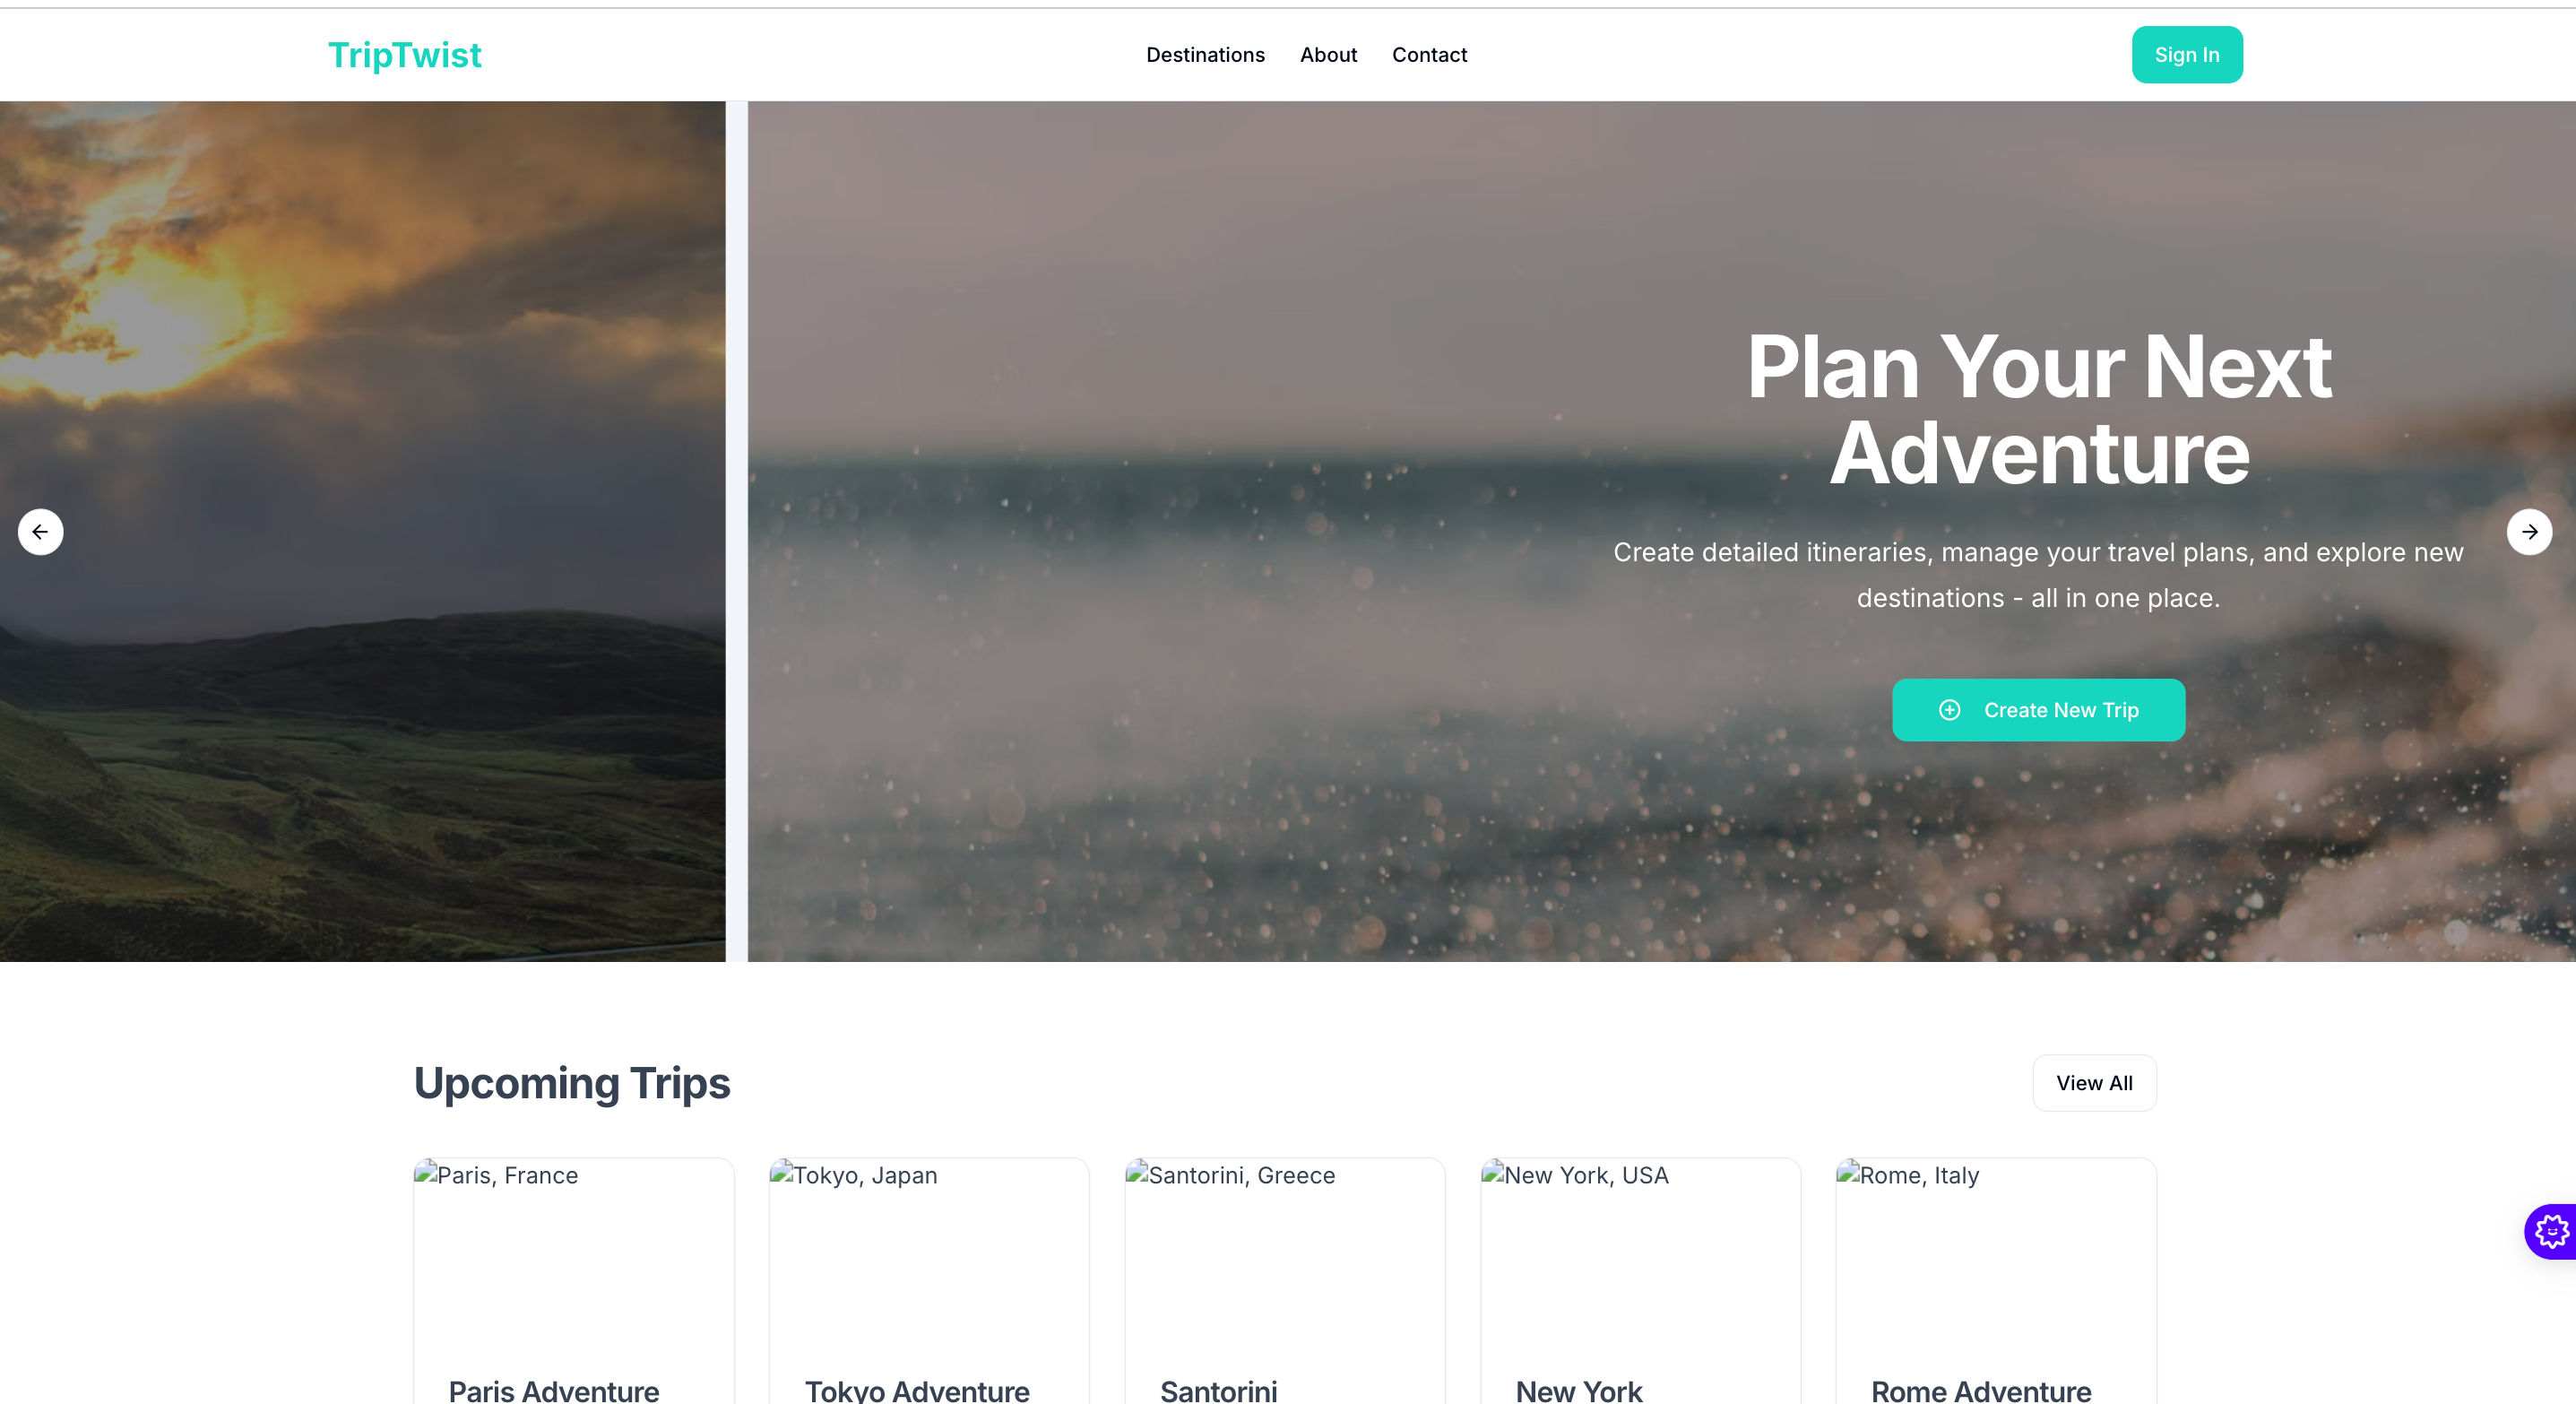 TripTwist
Destinations
About
Contact
Sign In
Plan Your Next
Adventure
Create detailed itineraries, manage your travel plans, and explore new
destinations - all in one place.
Create New Trip
Upcoming Trips
View All
Paris, France
Tokyo, Japan
Santorini, Greece
New York, USA
Rome, Italy
Paris Adventure
Tokyo Adventure
Santorini
New York
Rome Adventure